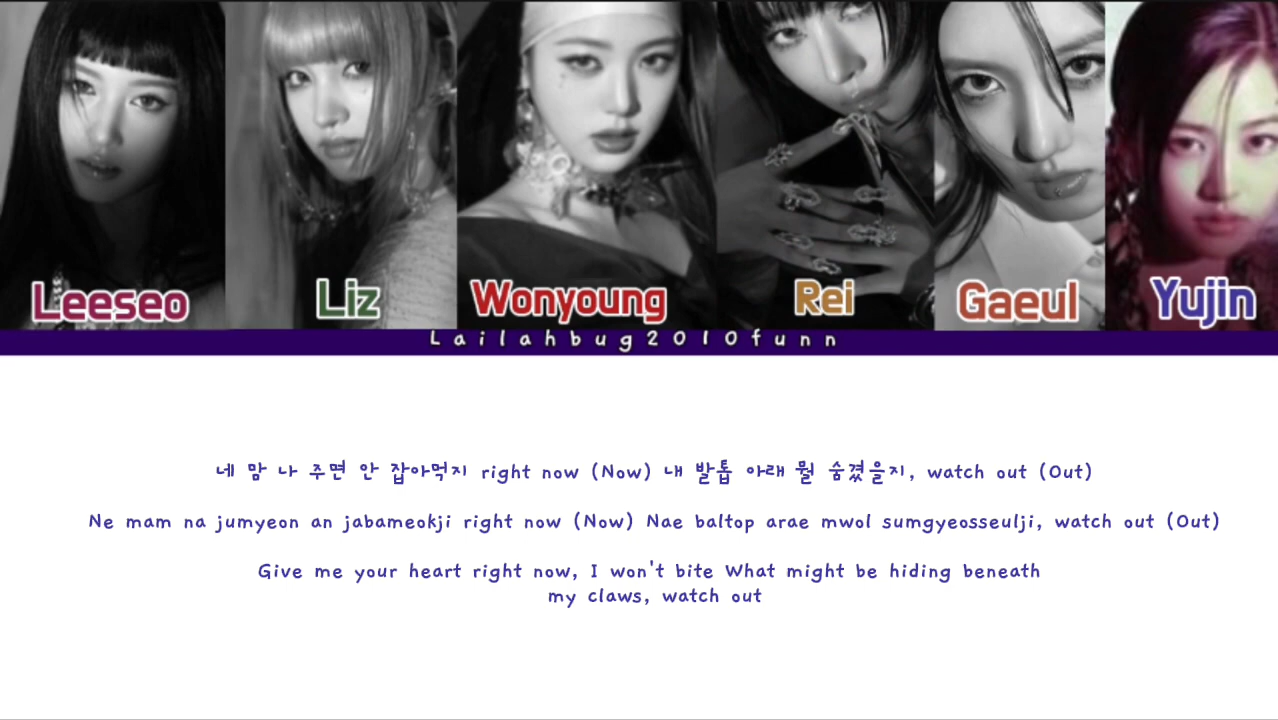 Leeseo Liz Wonyoung Rei Gaeul Yujin
Lailahbug2010funn
네 맘 나 주면 안 잡아먹지 right now (Now) 내 발톱 아래 뭘 숨겼을지, watch out (Out)
Ne mam na jumyeon an jabameokji right now (Now) Nae baltop arae mwol sumgyeosseulji, watch out (Out)
Give me your heart right now, I won't bite What might be hiding beneath
my claws, watch out